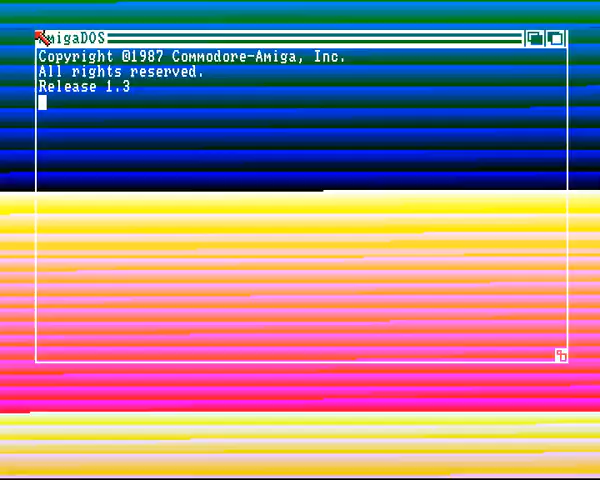 AmigaDOS
Copyright @1987 Commodore-Amiga, Inc.
All rights reserved.
Release 1.3